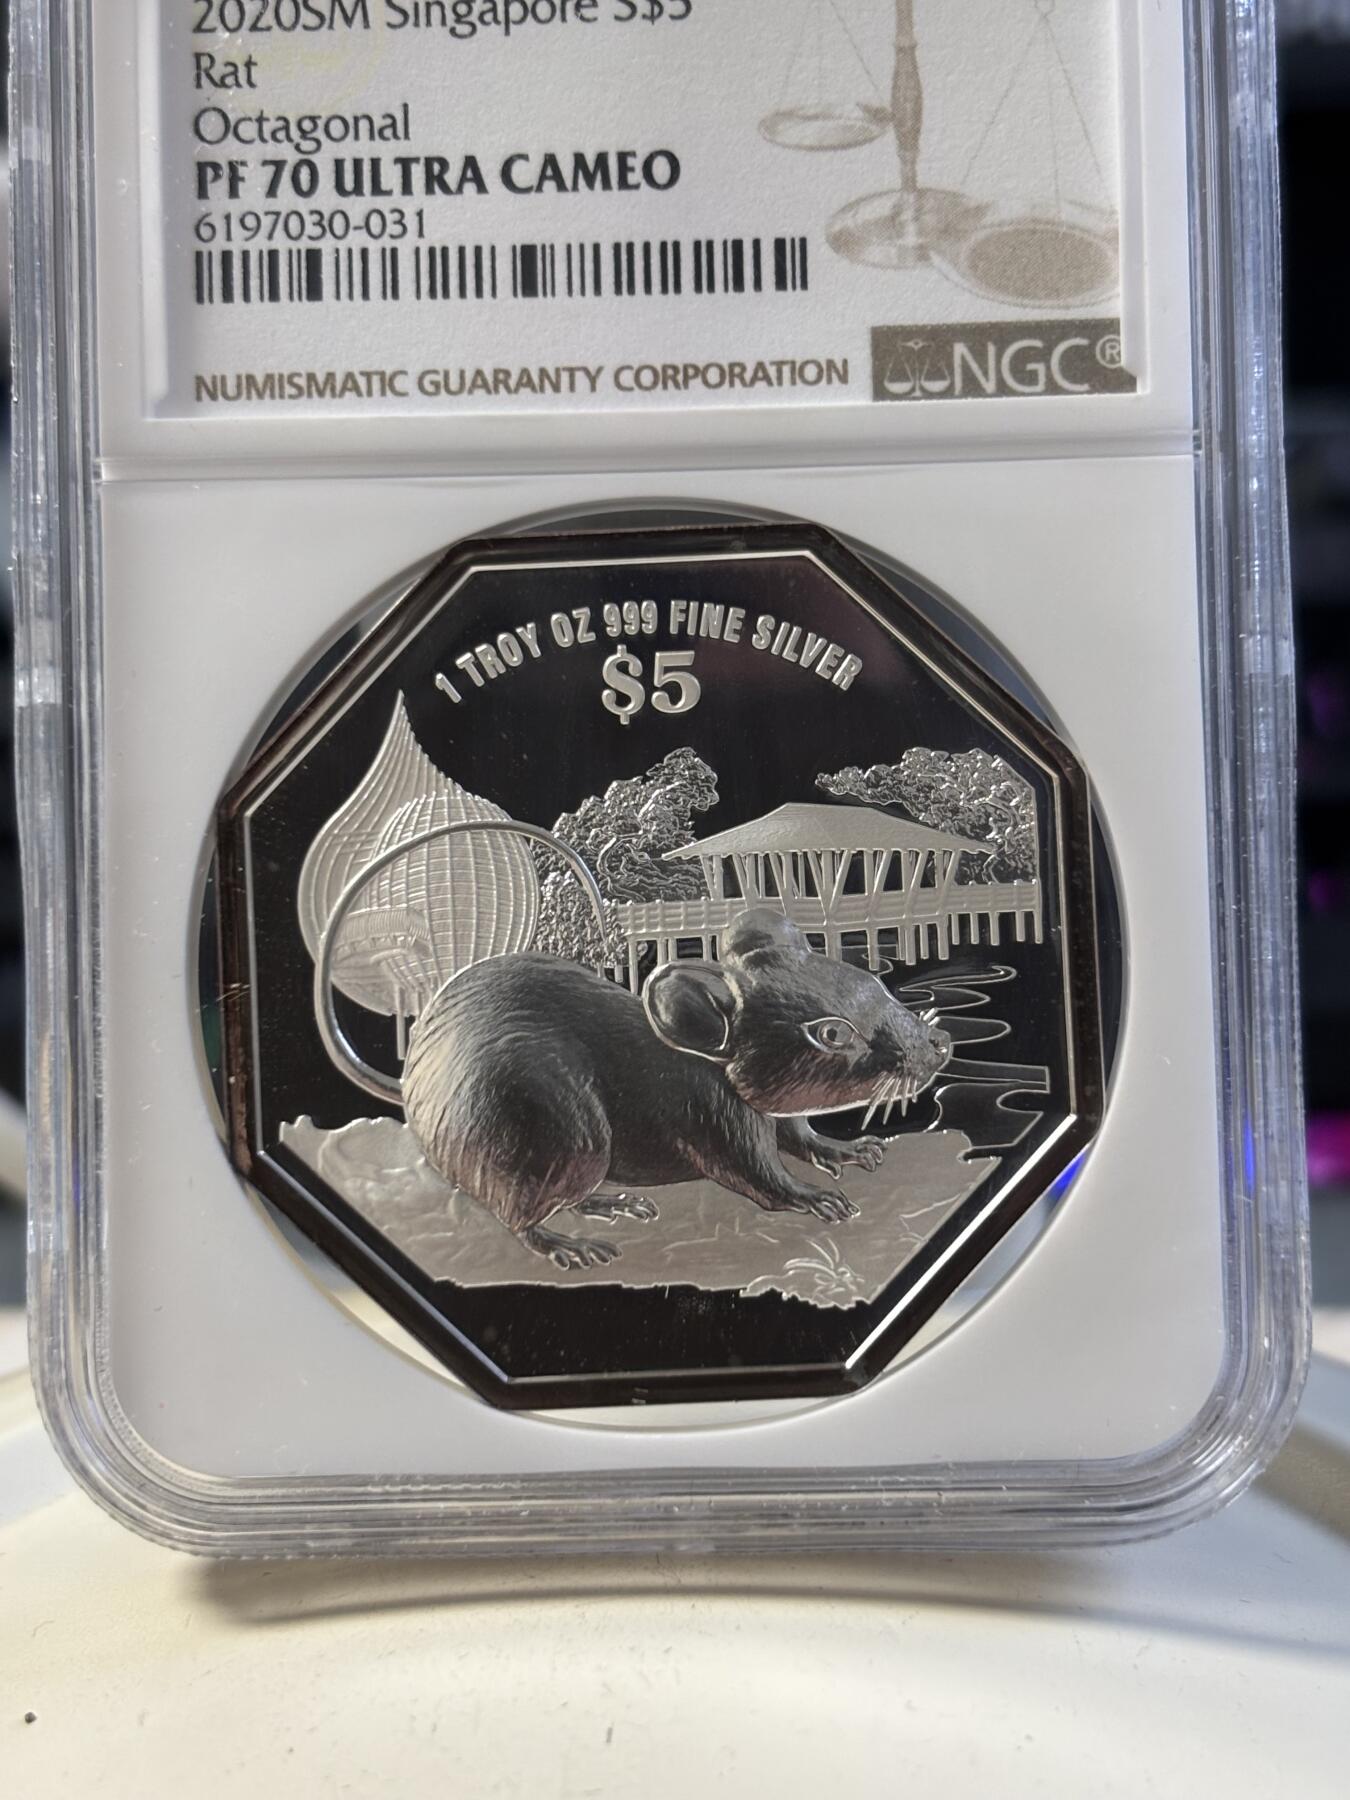 2020SM Singapore S$5
Rat
Octagonal
PF 70 ULTRA CAMEO
6197030-031
NUMISMATIC GUARANTY CORPORATION
NGC®
1 TROY OZ 999 FINE SILVER
$5